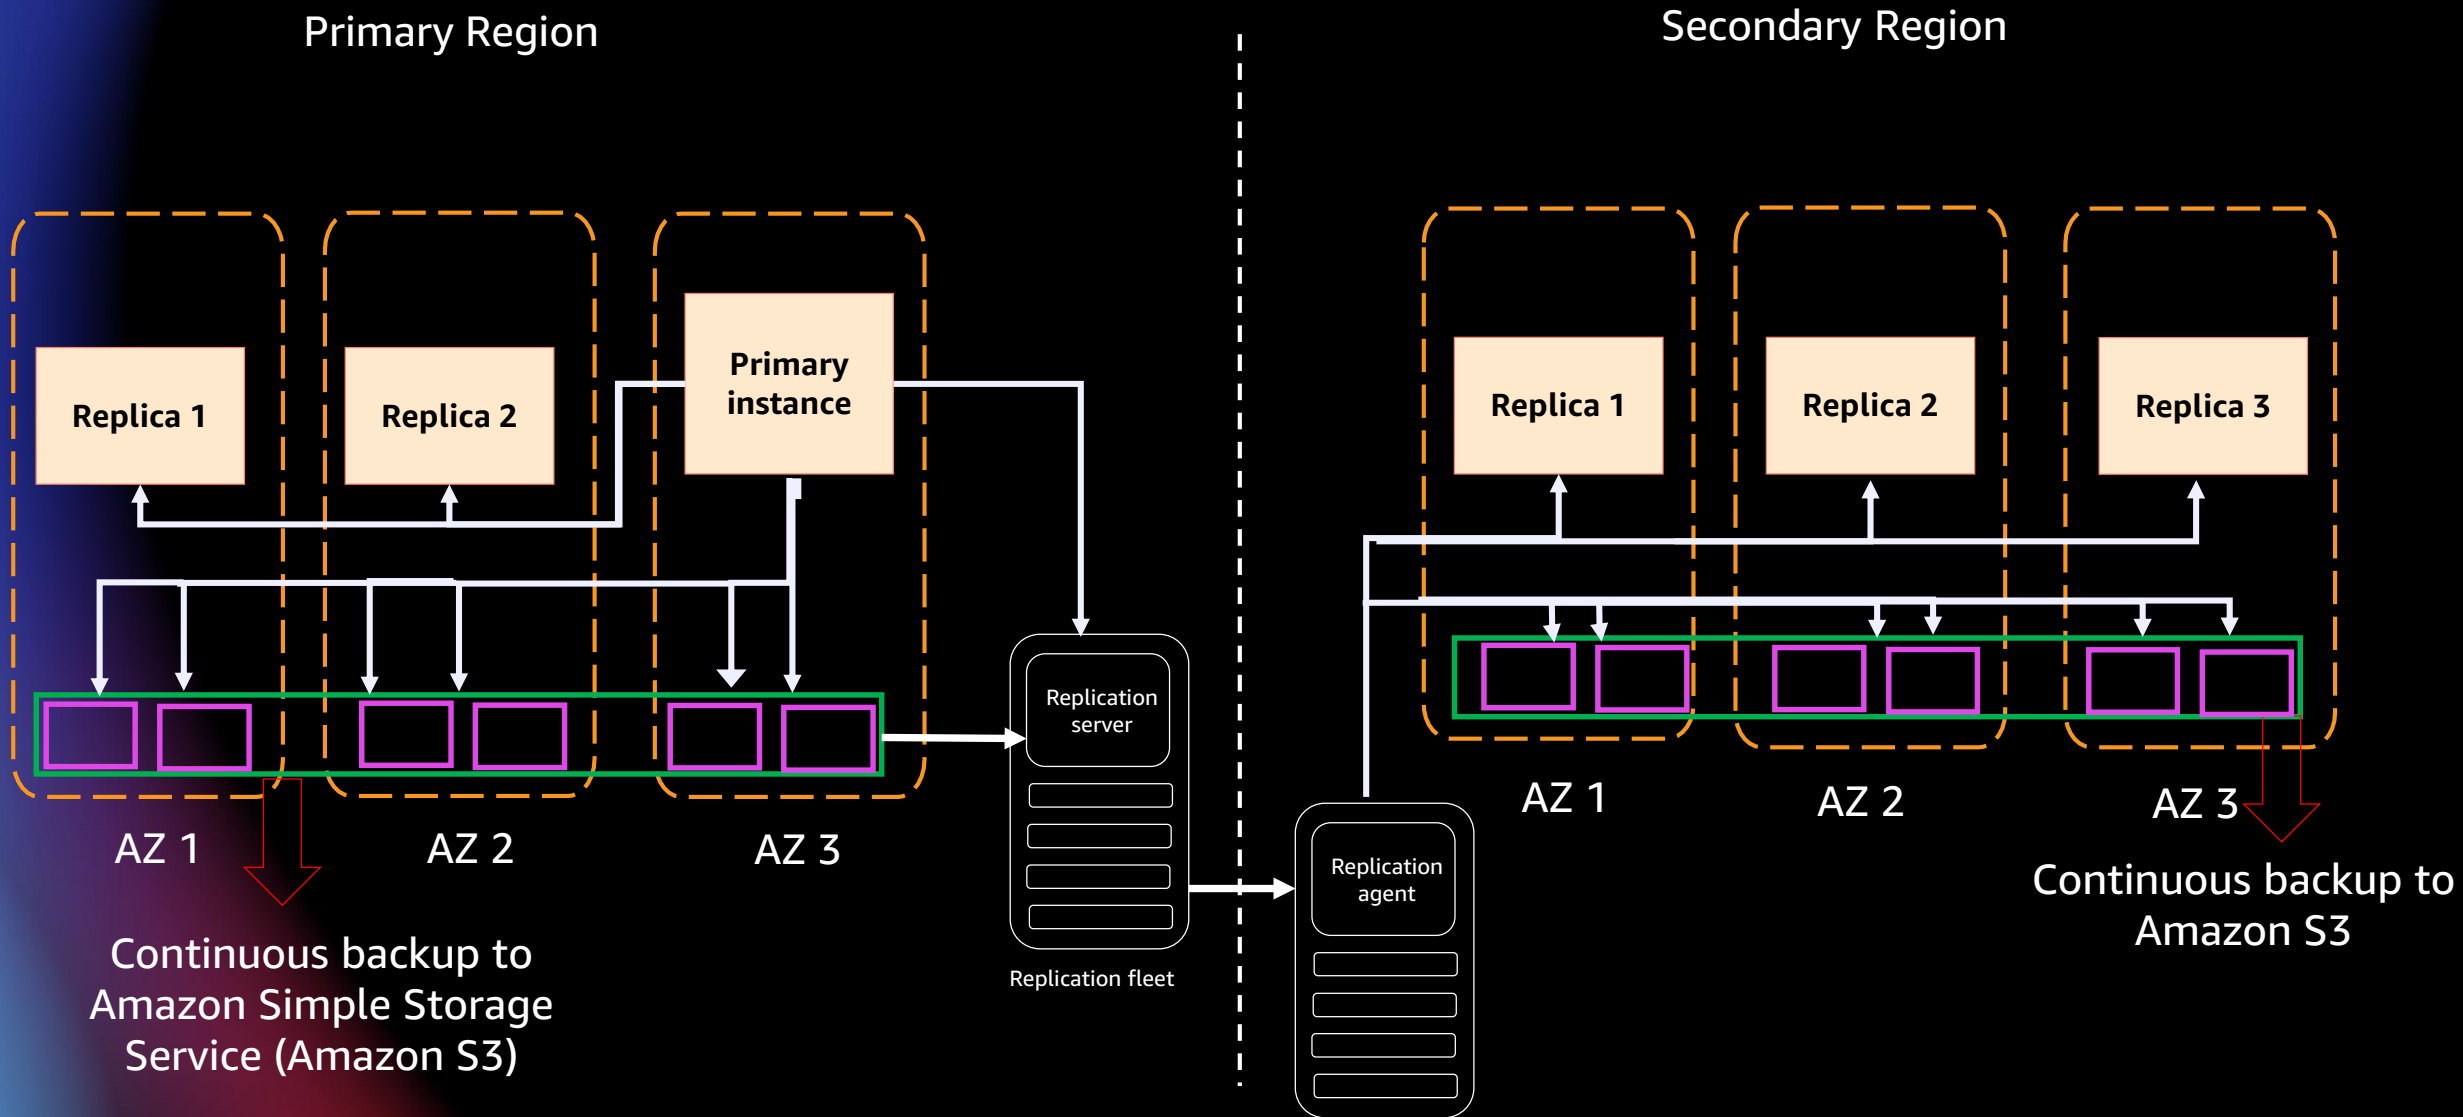 Primary Region
Secondary Region
Replica 1
Replica 2
Primary
instance
Replica 1
Replica 2
Replica 3
Replication
server
AZ 1
AZ 2
AZ 3
Replication fleet
Continuous backup to
Amazon Simple Storage
Service (Amazon S3)
Replication
agent
AZ 1
AZ 2
AZ 3
Continuous backup to
Amazon S3